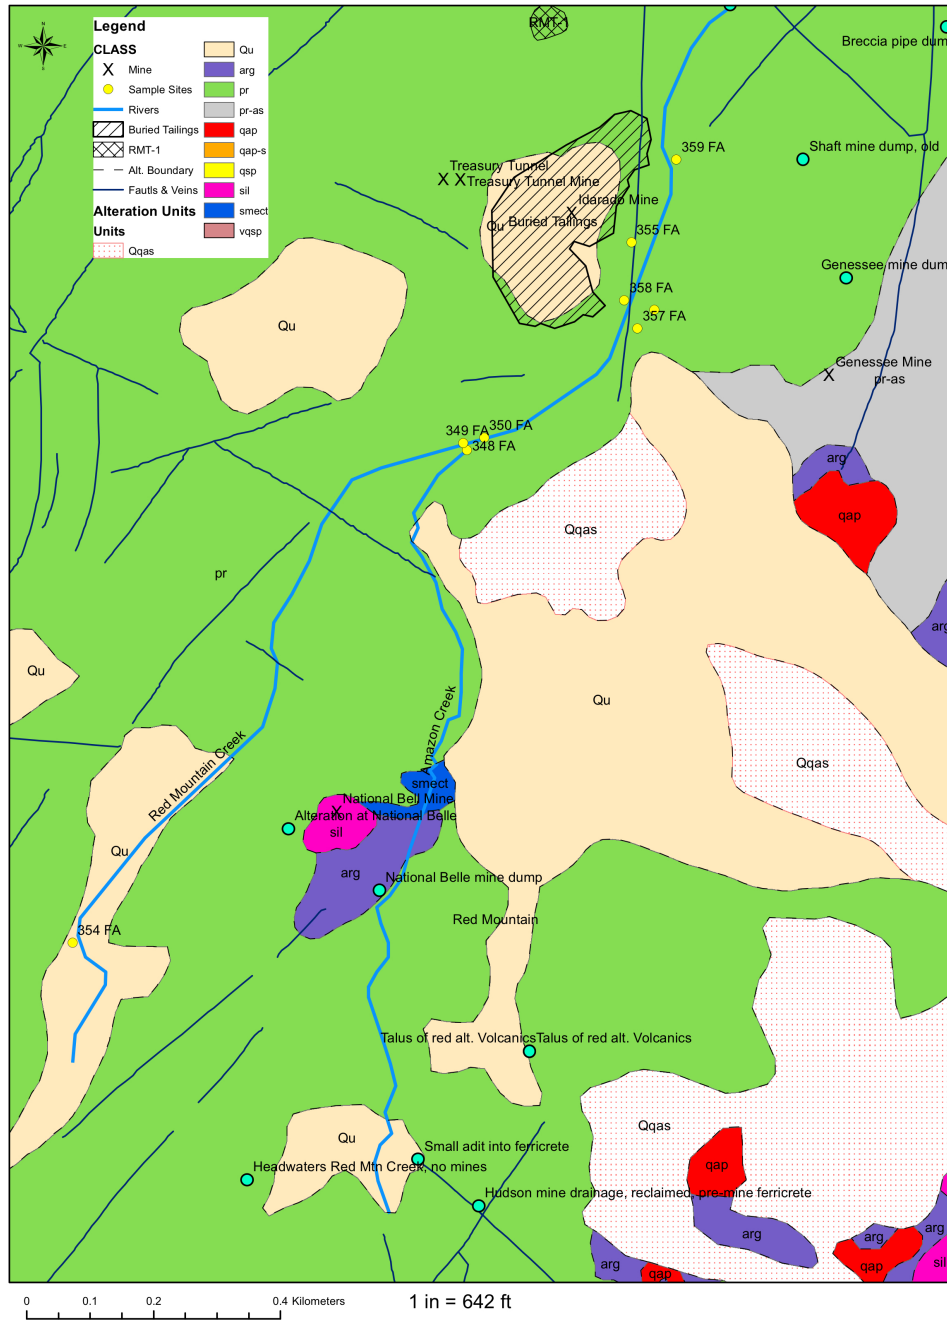 Legend
CLASS
Mine
Sample Sites
Rivers
Buried Tailings
RMT-1
Alt. Boundary
Fautls & Veins
Alteration Units
Units
Qqas
Qu
arg
pr
pr-as
qap
qap-s
qsp
sil
smect
vqsp
N
E
S
W
RMT-1
Breccia pipe dum
359 FA
Shaft mine dump, old
Treasury Tunnel
Treasury Tunnel Mine
Idarado Mine
Qu
Buried Tailings
355 FA
Genessee mine dum
358 FA
357 FA
Qu
Genessee Mine
pr-as
349 FA
350 FA
348 FA
arg
qap
Qqas
pr
arg
Qu
Qu
Amazon Creek
Red Mountain Creek
Qqas
smect
National Bell Mine
Alteration at National Belle
sil
Qu
arg
National Belle mine dump
Red Mountain
354 FA
Talus of red alt. Volcanics
Talus of red alt. Volcanics
Qqas
Qu
Small adit into ferricrete
Headwaters Red Mtn Creek, no mines
qap
Hudson mine drainage, reclaimed, pre-mine ferricrete
arg
arg
arg
arg
qap
qap
sil
0 0.1 0.2 0.4 Kilometers
1 in = 642 ft